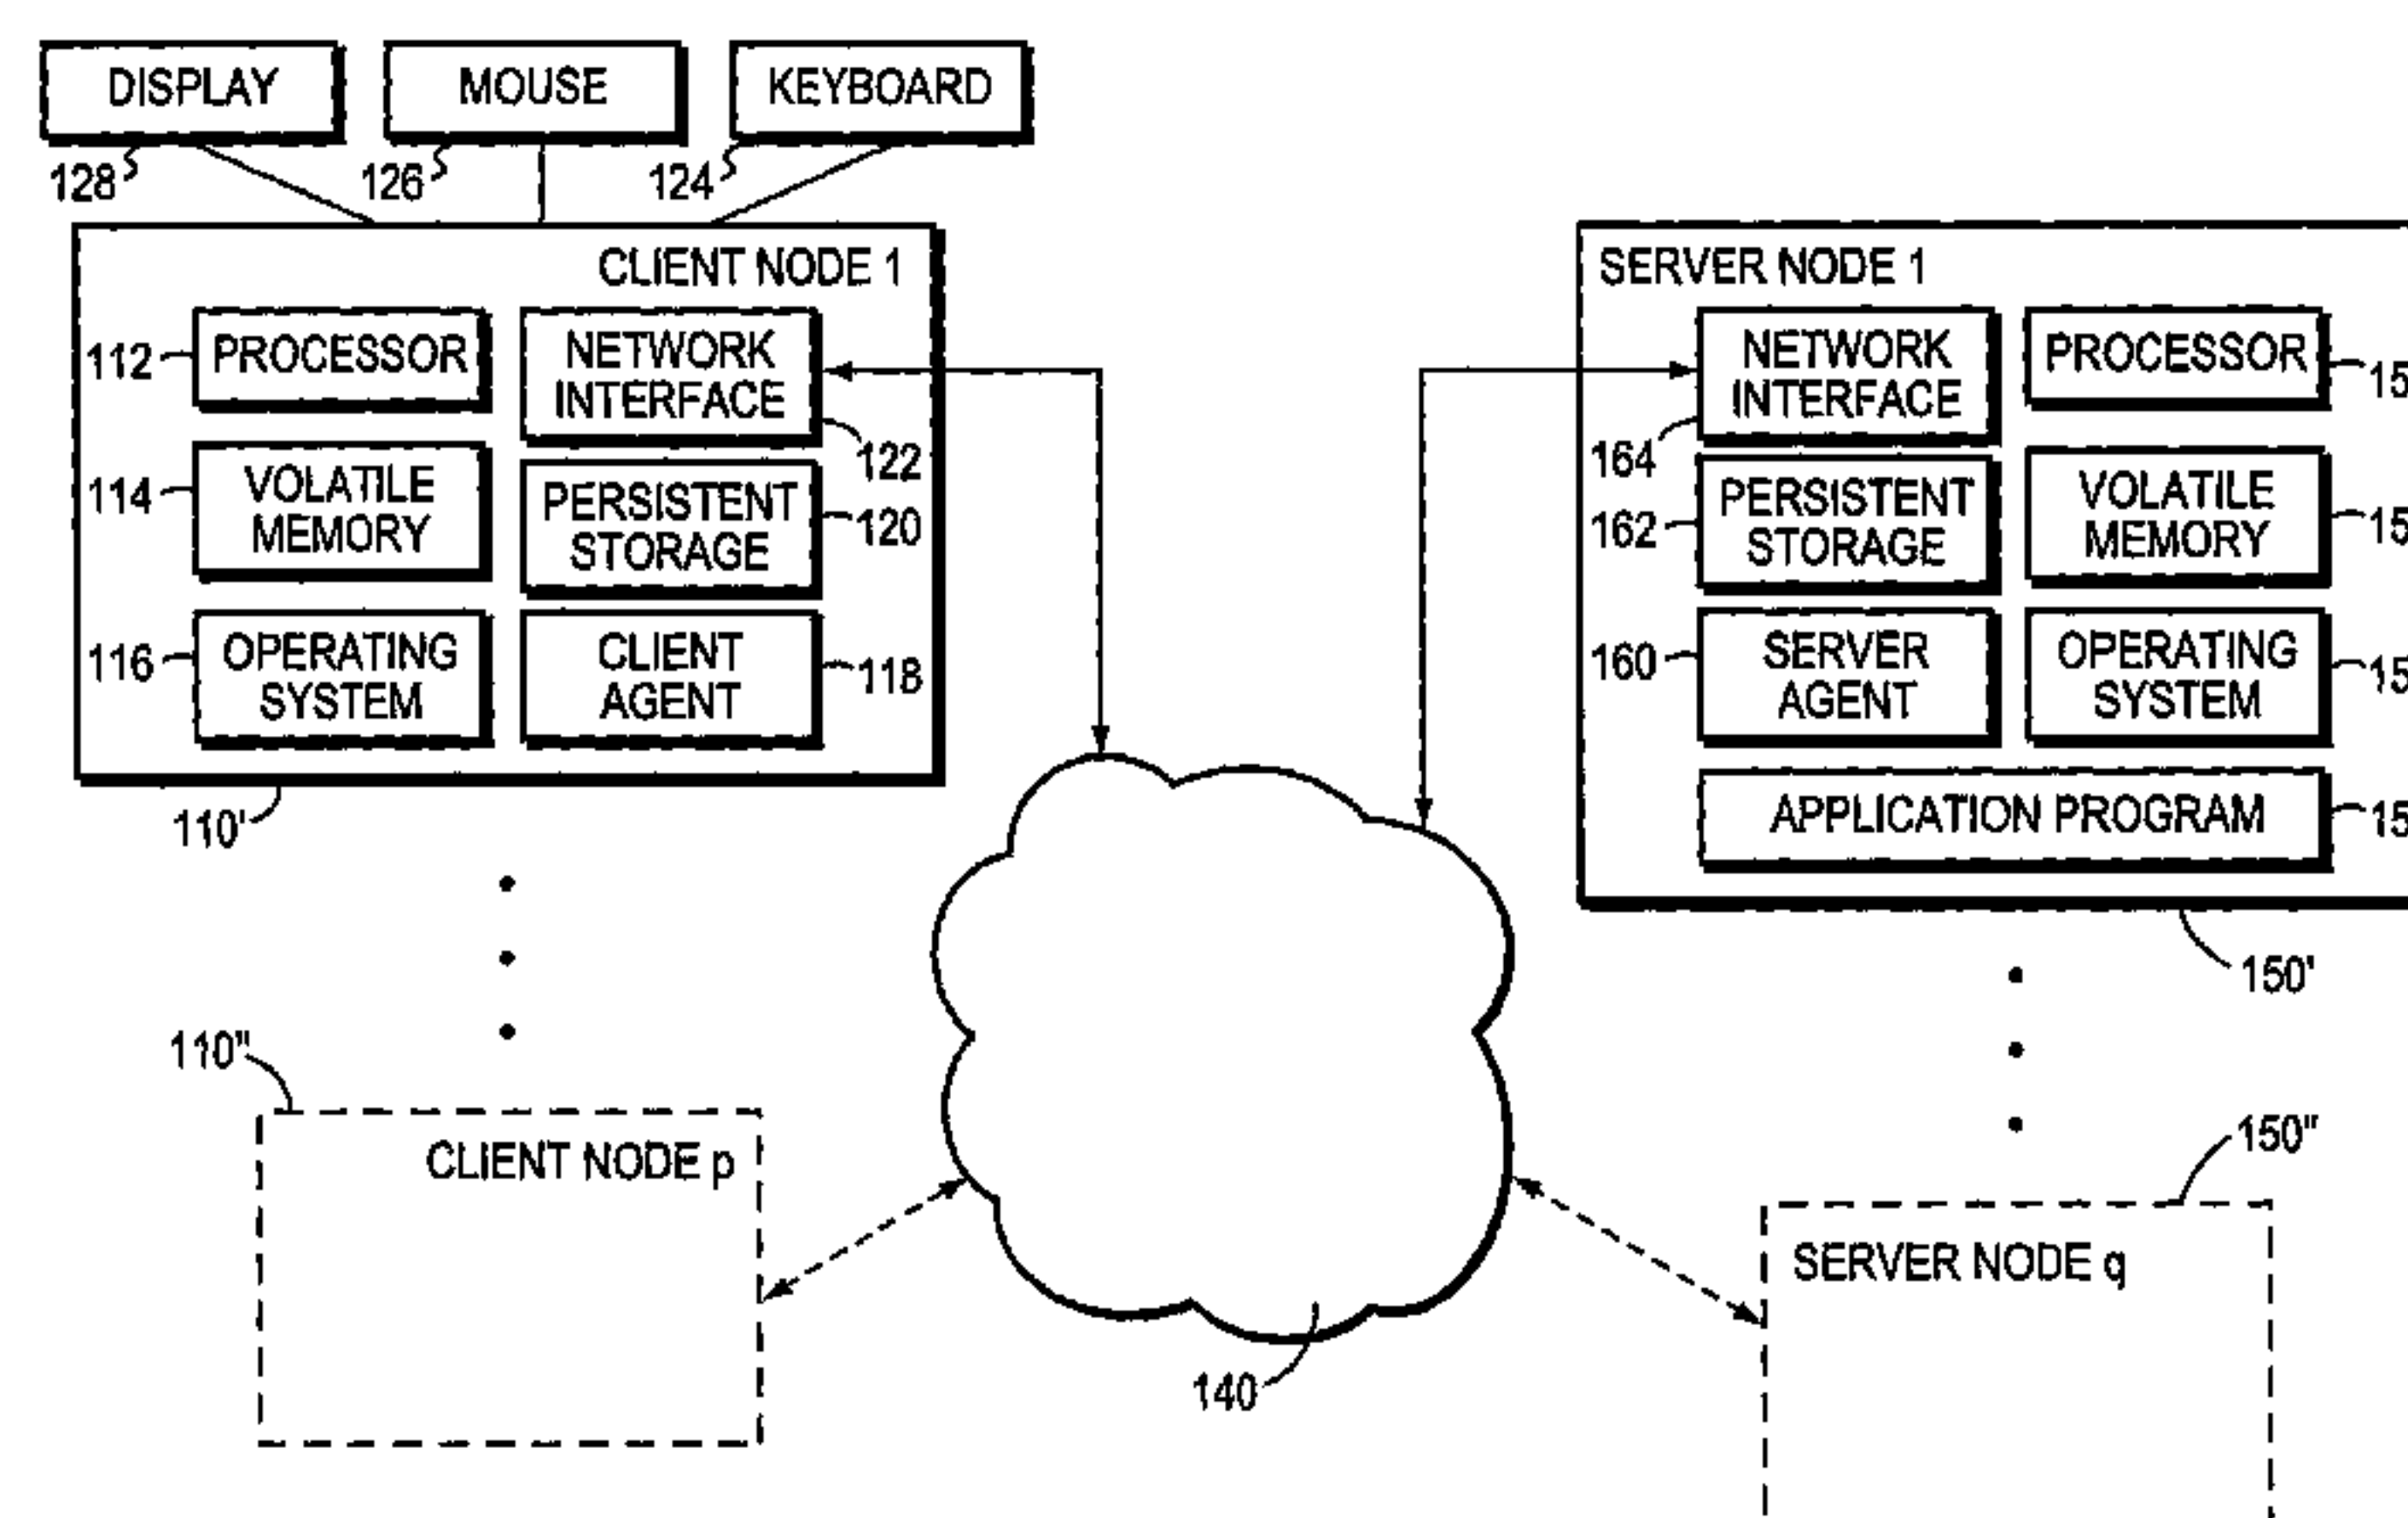 DISPLAY
MOUSE
KEYBOARD
128
126
124
CLIENT NODE 1
112
PROCESSOR
NETWORK
INTERFACE
122
114
VOLATILE
MEMORY
PERSISTENT
STORAGE
120
116
OPERATING
SYSTEM
CLIENT
AGENT
118
110'
SERVER NODE 1
NETWORK
INTERFACE
164
PROCESSOR
PERSISTENT
STORAGE
162
VOLATILE
MEMORY
160
SERVER
AGENT
OPERATING
SYSTEM
APPLICATION PROGRAM
150'
110"
CLIENT NODE p
140
150"
SERVER NODE q